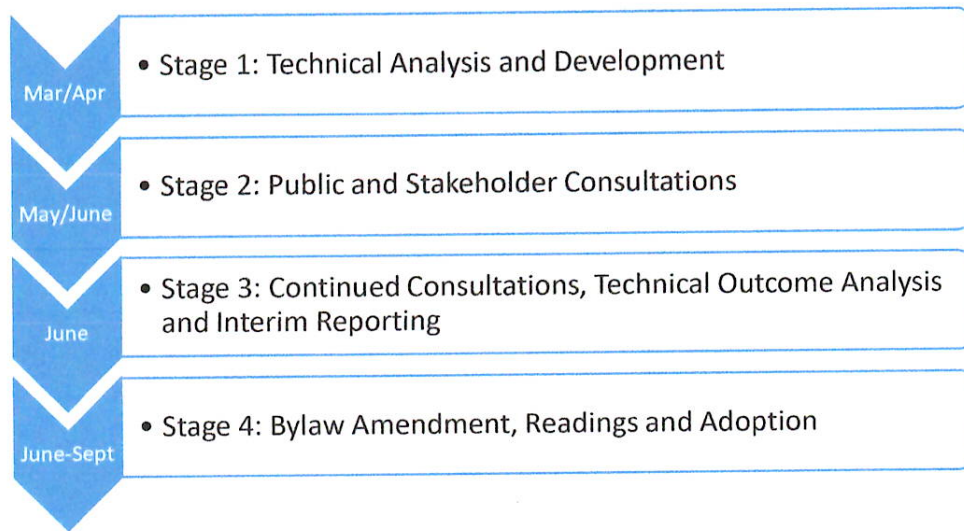 Mar/Apr
• Stage 1: Technical Analysis and Development
May/June
• Stage 2: Public and Stakeholder Consultations
June
• Stage 3: Continued Consultations, Technical Outcome Analysis
and Interim Reporting
June-Sept
• Stage 4: Bylaw Amendment, Readings and Adoption